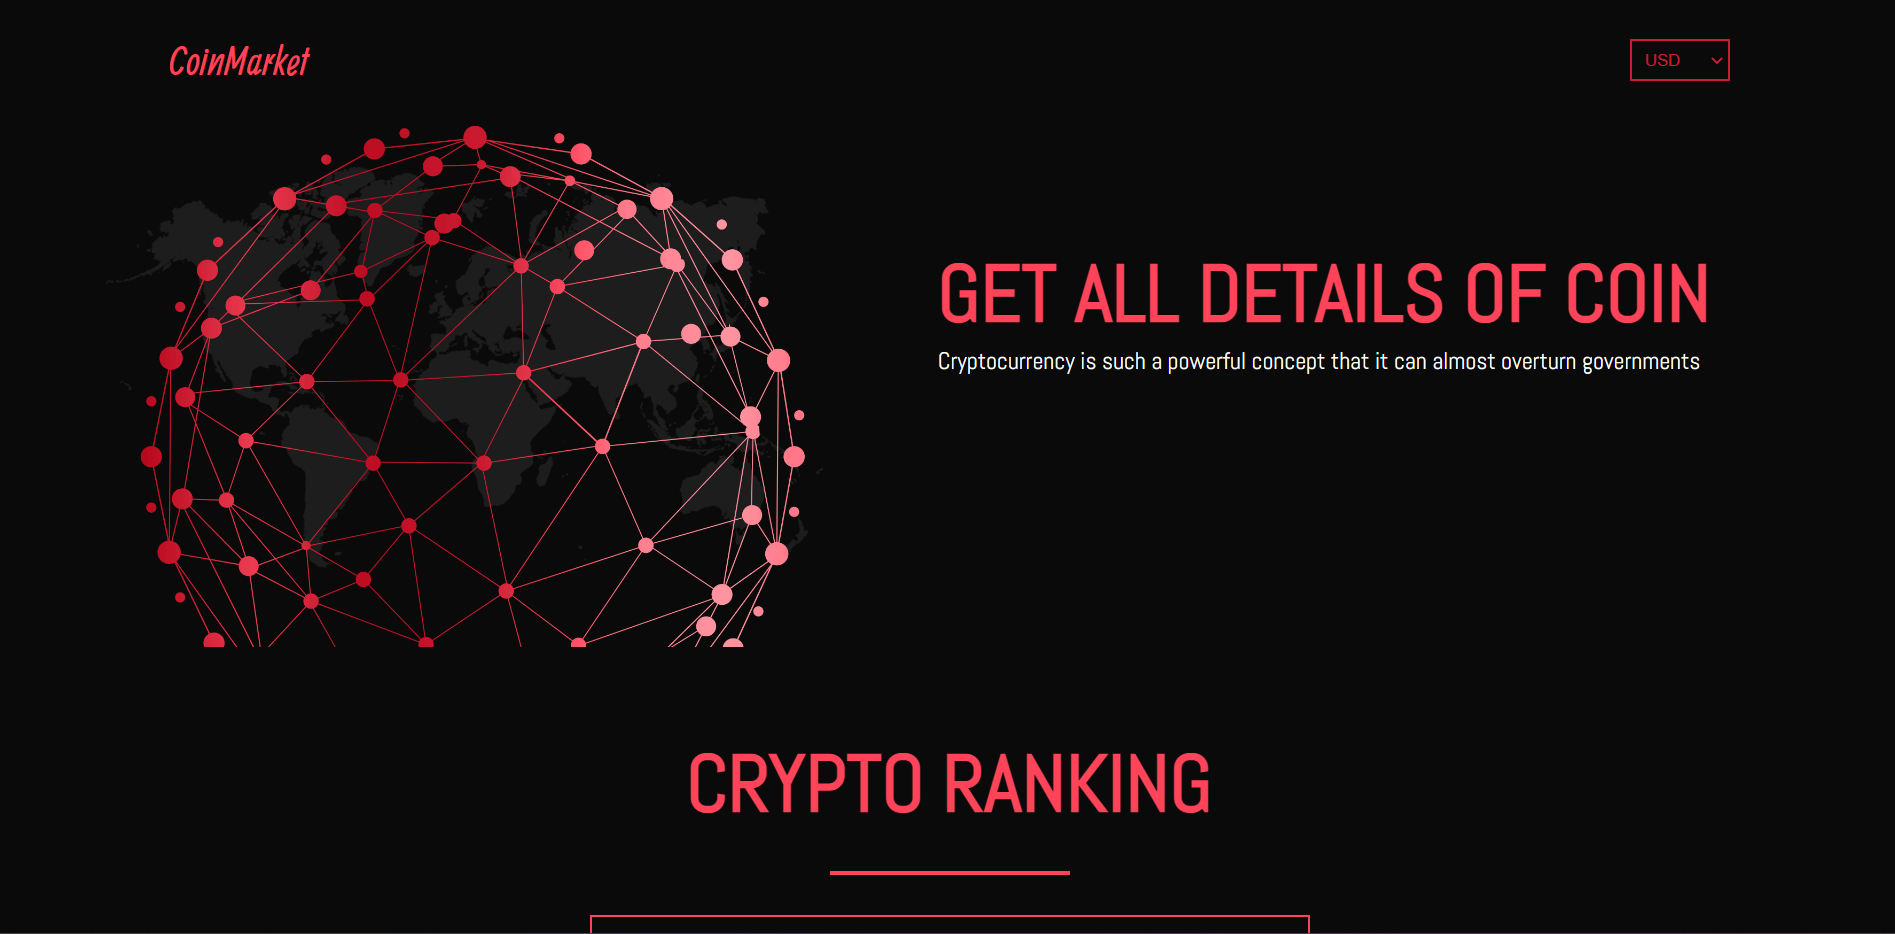 CoinMarket
USD
GET ALL DETAILS OF COIN
Cryptocurrency is such a powerful concept that it can almost overturn governments
CRYPTO RANKING